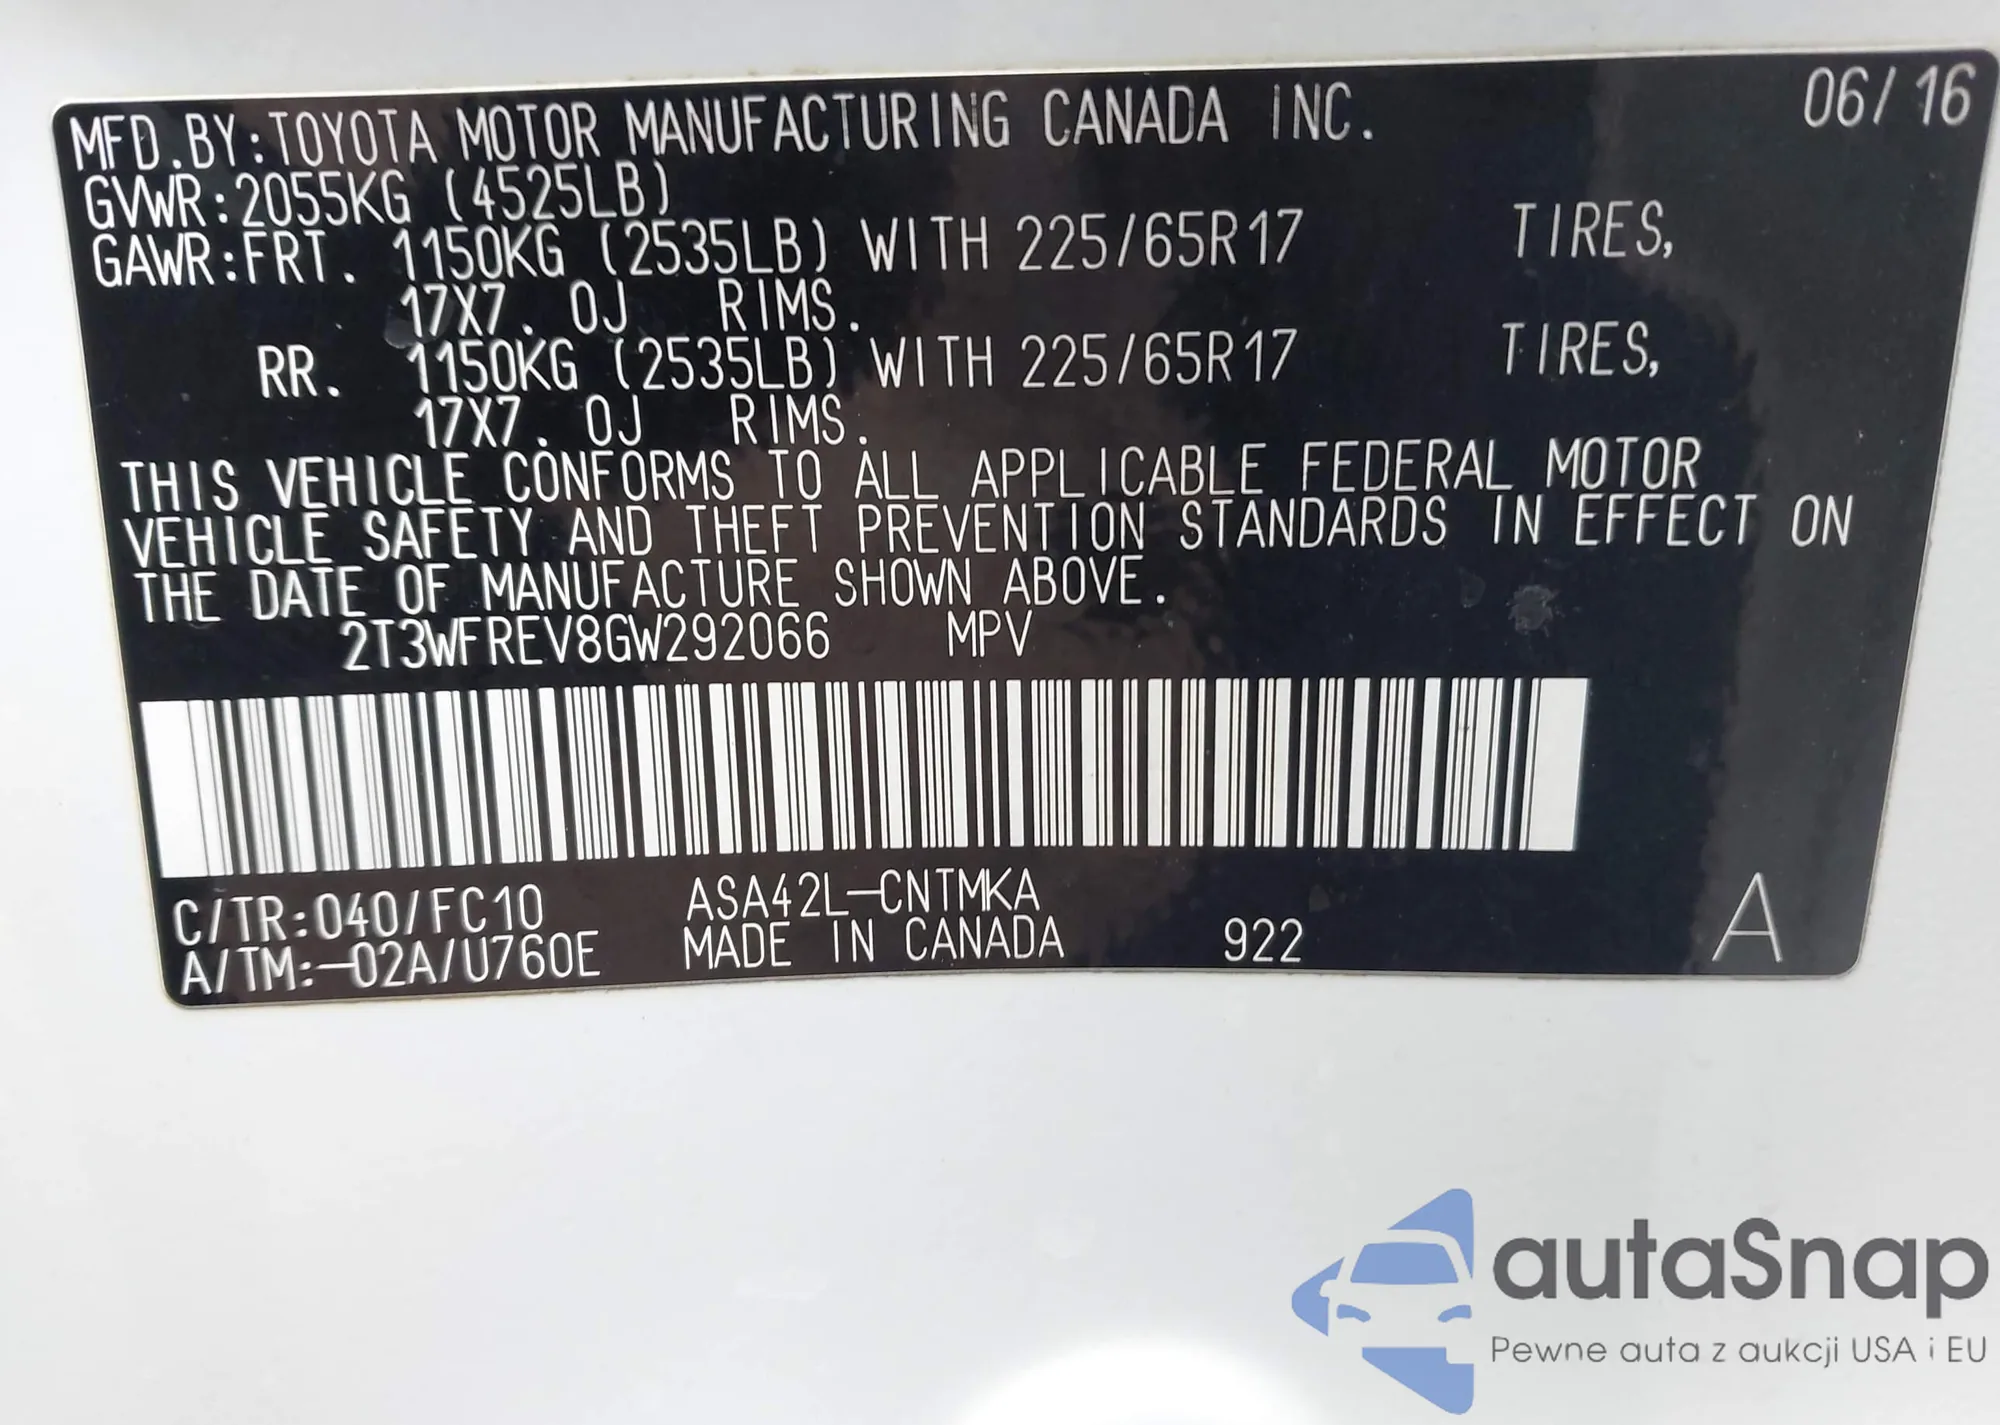 MFD.BY:TOYOTA MOTOR MANUFACTURING CANADA INC. 06/16
GVWR:2055KG (4525LB)
GAWR:FRT. 1150KG (2535LB) WITH 225/65R17 TIRES,
17X7. 0J RIMS.
RR. 1150KG (2535LB) WITH 225/65R17 TIRES,
17X7. 0J RIMS.
THIS VEHICLE CONFORMS TO ALL APPLICABLE FEDERAL MOTOR
VEHICLE SAFETY AND THEFT PREVENTION STANDARDS IN EFFECT ON
THE DATE OF MANUFACTURE SHOWN ABOVE.
2T3WFREV8GW292066 MPV
C/TR:040/FC10 ASA42L-CNTMKA
A/TM:-02A/U760E MADE IN CANADA 922 A
autaSnap
Pewne auta z aukcji USA i EU